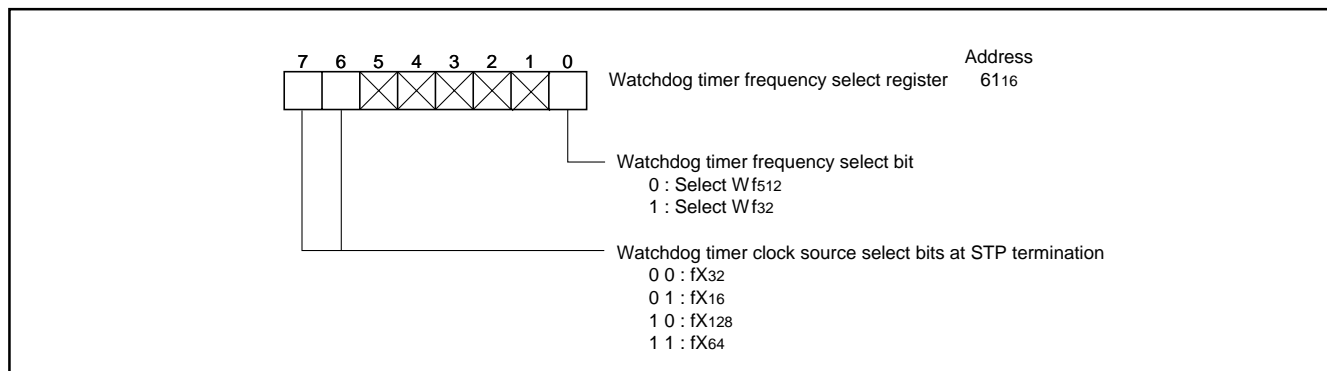 Address
7 6 5 4 3 2 1 0
Watchdog timer frequency select register 6116
Watchdog timer frequency select bit
0 : Select Wf512
1 : Select Wf32
Watchdog timer clock source select bits at STP termination
0 0 : fX32
0 1 : fX16
1 0 : fX128
1 1 : fX64